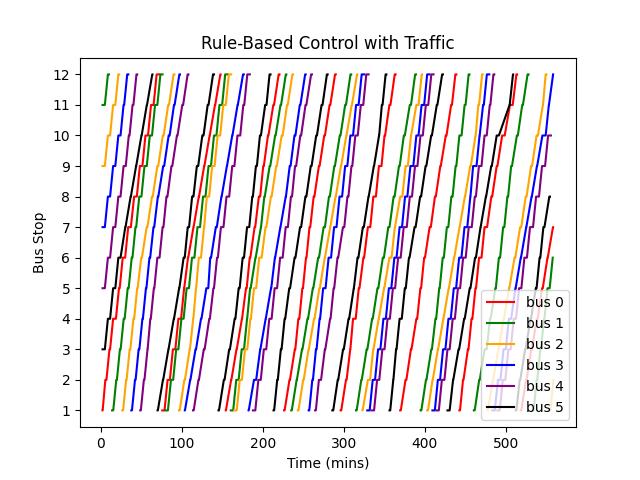 Rule-Based Control with Traffic
Bus Stop
12
11
10
9
8
7
6
5
4
3
2
1
0
100
200
300
400
500
Time (mins)
bus 0
bus 1
bus 2
bus 3
bus 4
bus 5